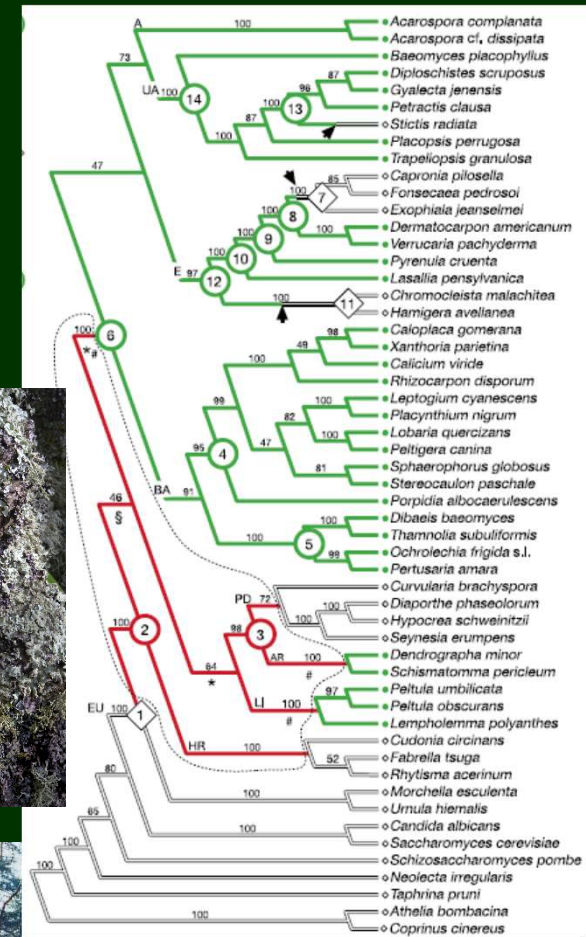 A
100
Acarospora complanata
Acarospora cf. dissipata
73
Baeomyces placophyllus
UA 100
14
87
Diploschistes scruposus
96
Gyalecta jenensis
100
13
Petractis clausa
87
Stictis radiata
100
Placopsis perrugosa
Trapeliopsis granulosa
47
85
Capronia pilosella
100
7
Fonsecaea pedrosoi
Exophiala jeanselmei
100
8
100
Dermatocarpon americanum
Verrucaria pachyderma
100
9
Pyrenula cruenta
100
10
Lasallia pensylvanica
E 97
12
100
11
Chromocleista malachitea
Hamigera avellanea
6
100
*#
98
Caloplaca gomerana
48
Xanthoria parietina
100
Calicium viride
Rhizocarpon disporum
99
100
Leptogium cyanescens
82
Placynthium nigrum
47
100
Lobaria quercizans
Peltigera canina
95
4
81
Sphaerophorus globosus
Stereocaulon paschale
BA 91
Porpidia albocaerulescens
46
§
100
Dibaeis baeomyces
100
5
Thamnolia subuliformis
99
Ochrolechia frigida s.l.
Pertusaria amara
PD 72
Curvularia brachyspora
100
Diaporthe phaseolorum
100
Hypocrea schweinitzii
Seynesia erumpens
100
2
98
3
AR 100
#
Dendrographa minor
Schismatomma pericleum
64
*
LI 100
#
97
Peltula umbilicata
Peltula obscurans
Lempholemma polyanthes
EU 100
1
HR 100
Cudonia circinans
52
Fabrella tsuga
Rhytisma acerinum
100
Morchella esculenta
Urnula hiemalis
80
100
Candida albicans
Saccharomyces cerevisiae
65
Schizosaccharomyces pombe
100
Neolecta irregularis
100
Taphrina pruni
100
Athelia bombacina
Coprinus cinereus